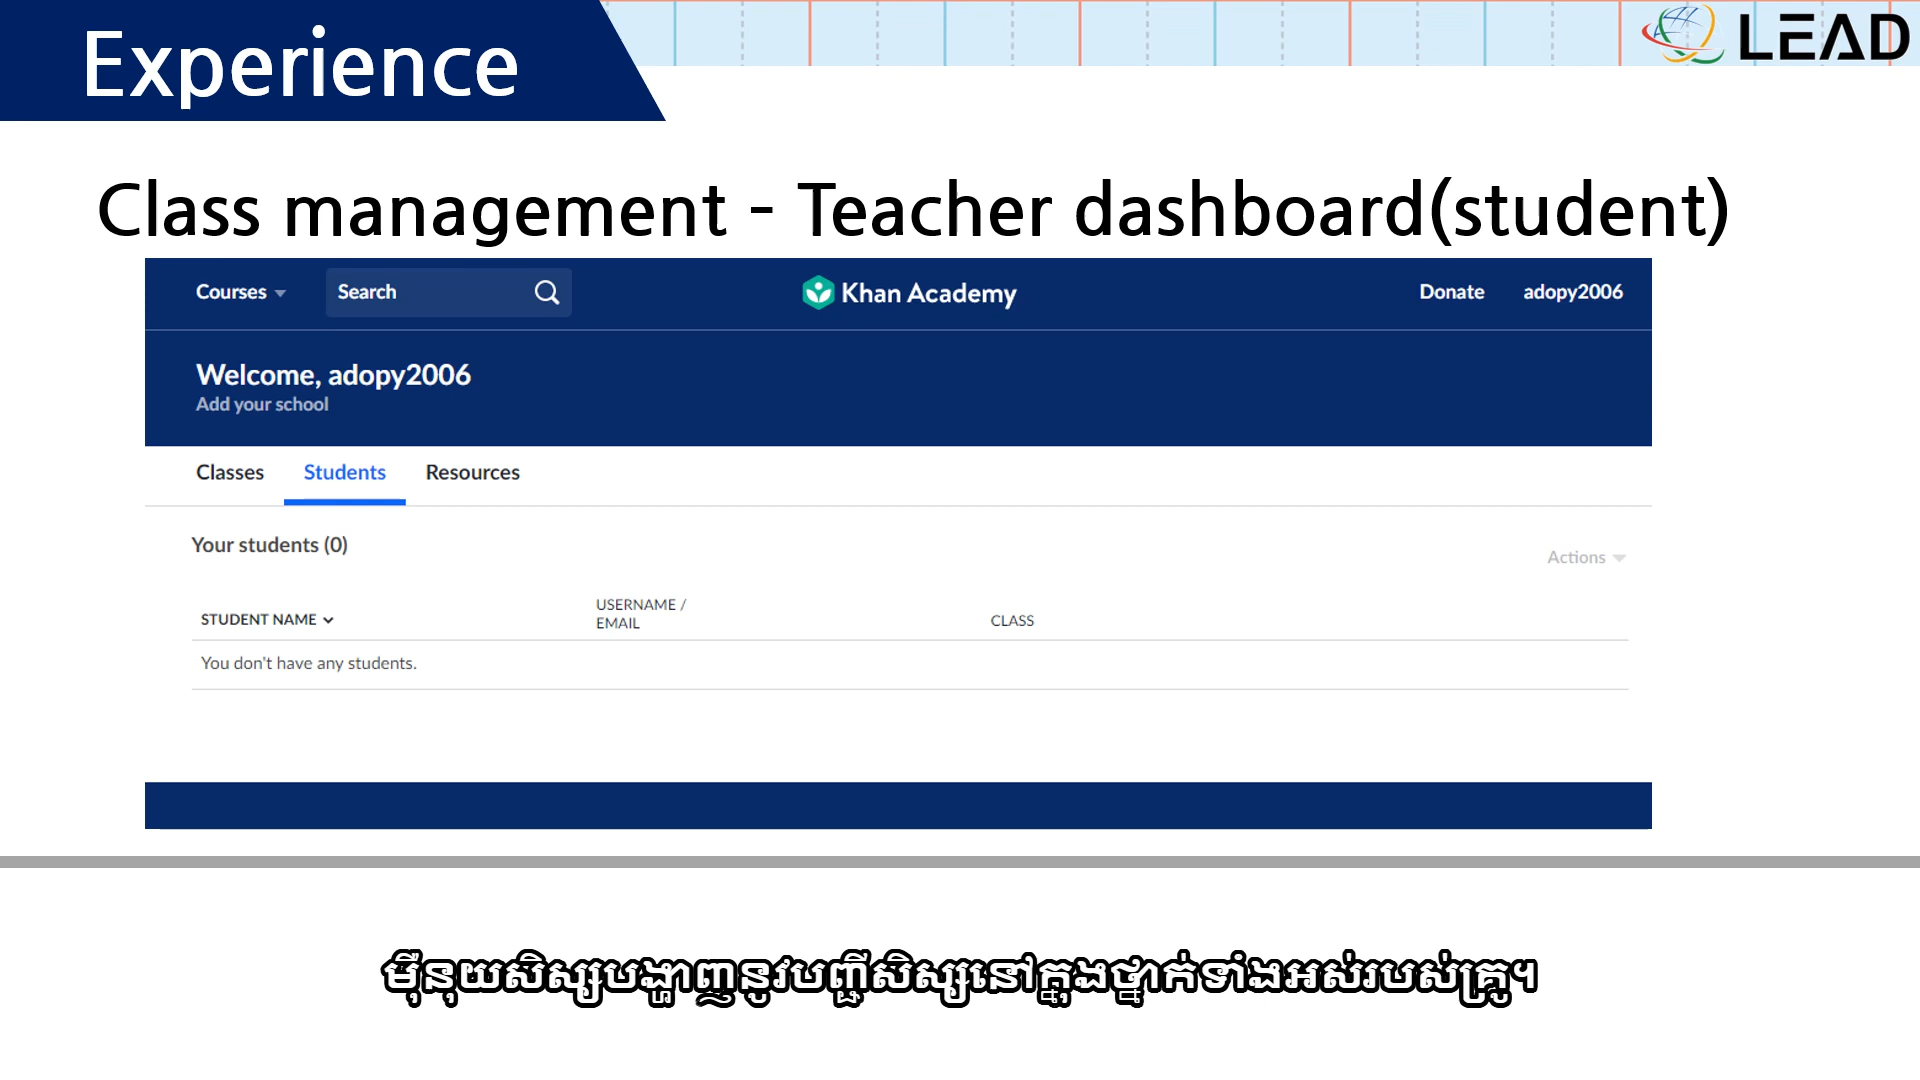 Experience
LEAD
Class management - Teacher dashboard(student)
Courses
Search
Khan Academy
Donate
adopy2006
Welcome, adopy2006
Add your school
Classes
Students
Resources
Your students (0)
Actions
STUDENT NAME
USERNAME /
EMAIL
CLASS
You don't have any students.
ម៉ឺនុយសិស្សបង្ហាញនូវបញ្ជីសិស្សនៅក្នុងថ្នាក់ទាំងអស់របស់គ្រូ។